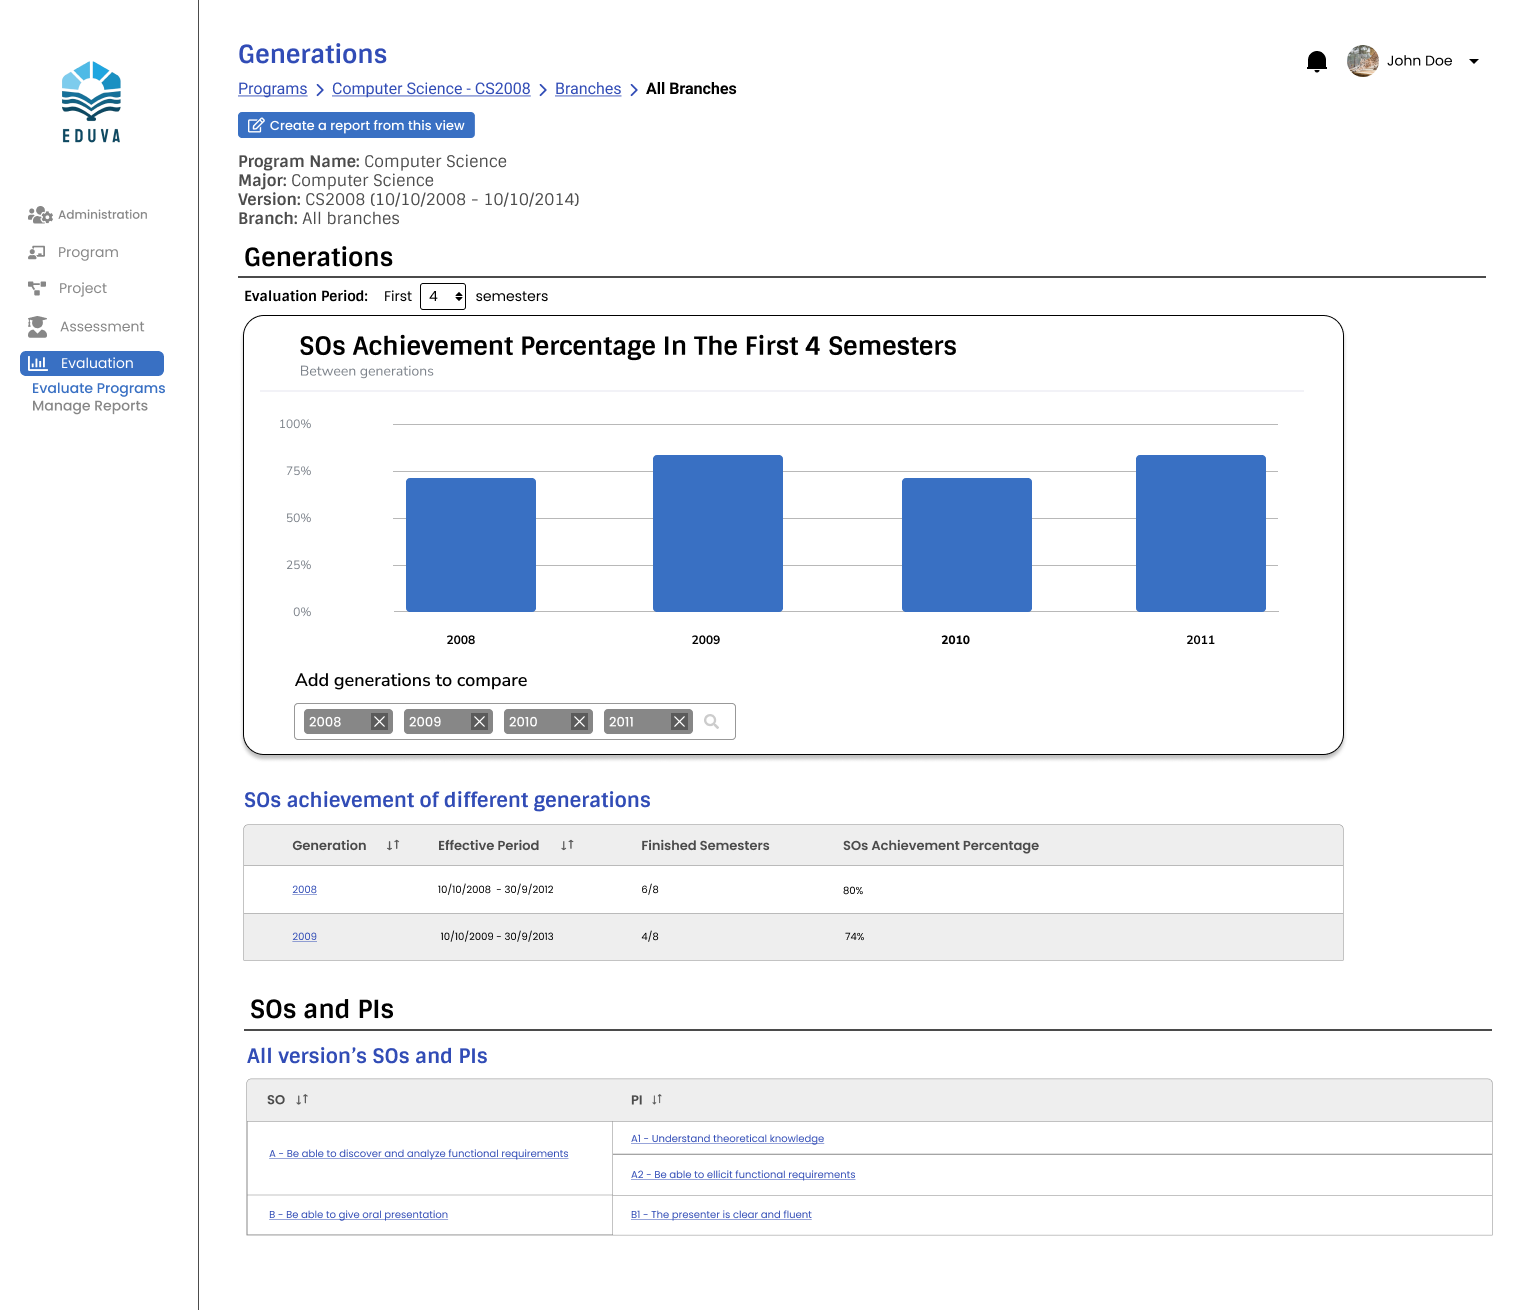 EDUVA
Administration
Program
Project
Assessment
Evaluation
Evaluate Programs
Manage Reports
Generations
John Doe
Programs Computer Science - CS2008 Branches All Branches
Create a report from this view
Program Name: Computer Science
Major: Computer Science
Version: CS2008 (10/10/2008 - 10/10/2014)
Branch: All branches
Generations
Evaluation Period: First 4 semesters
SOs Achievement Percentage In The First 4 Semesters
Between generations
100%
75%
50%
25%
0%
2008 2009 2010 2011
Add generations to compare
2008 2009 2010 2011
SOs achievement of different generations
Generation Effective Period Finished Semesters SOs Achievement Percentage
2008 10/10/2008 - 30/9/2012 6/8 80%
2009 10/10/2009 - 30/9/2013 4/8 74%
SOs and PIs
All version’s SOs and PIs
SO PI
A - Be able to discover and analyze functional requirements
A1 - Understand theoretical knowledge
A2 - Be able to ellicit functional requirements
B - Be able to give oral presentation
B1 - The presenter is clear and fluent